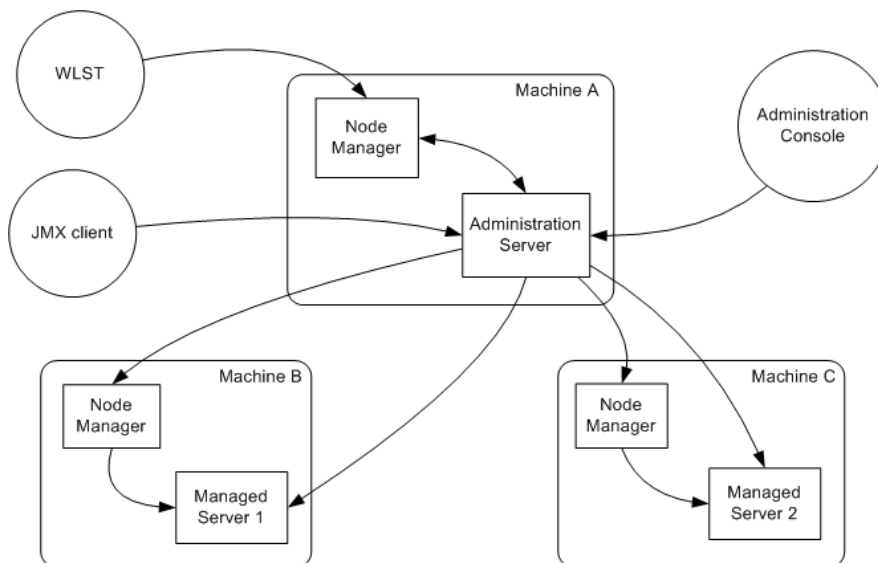 WLST
Machine A
Node
Manager
Administration
Console
JMX client
Administration
Server
Machine B
Node
Manager
Managed
Server 1
Machine C
Node
Manager
Managed
Server 2